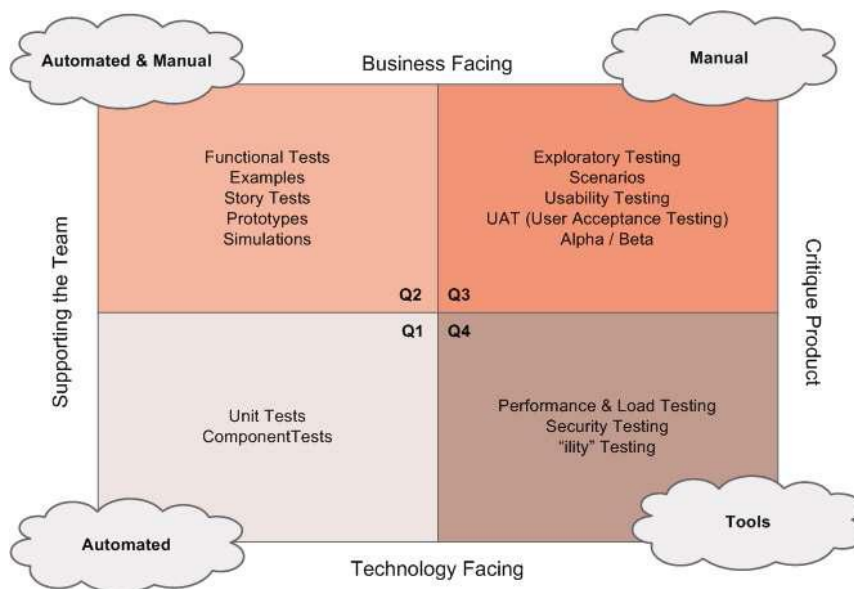 Automated & Manual
Business Facing
Manual
Functional Tests
Examples
Story Tests
Prototypes
Simulations
Exploratory Testing
Scenarios
Usability Testing
UAT (User Acceptance Testing)
Alpha / Beta
Supporting the Team
Critique Product
Q2
Q3
Q1
Q4
Unit Tests
ComponentTests
Performance & Load Testing
Security Testing
“ility” Testing
Automated
Tools
Technology Facing